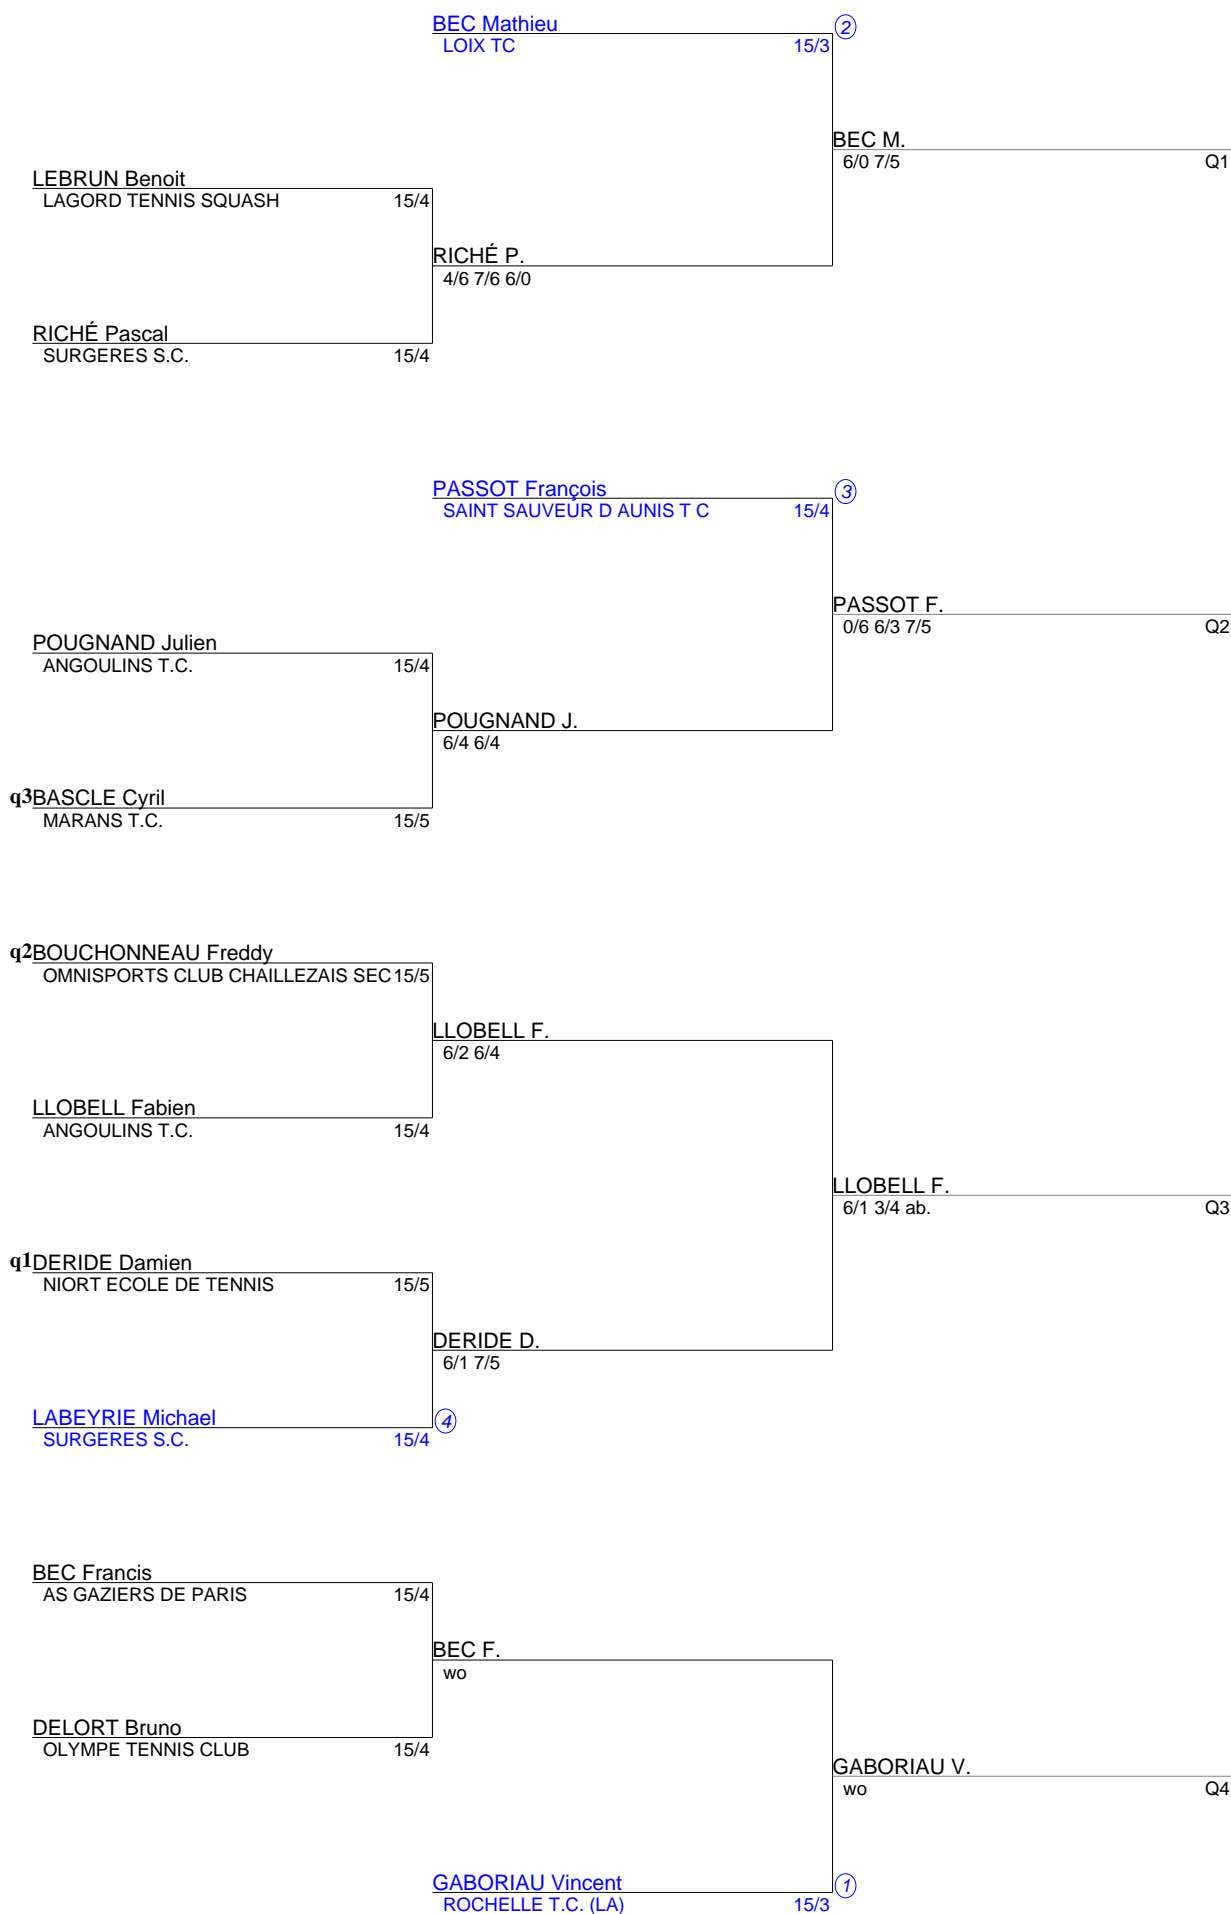 BEC Mathieu 2
LOIX TC 15/3
BEC M.
6/0 7/5 Q1
LEBRUN Benoit
LAGORD TENNIS SQUASH 15/4
RICHÉ P.
4/6 7/6 6/0
RICHÉ Pascal
SURGERES S.C. 15/4
PASSOT François 3
SAINT SAUVEUR D AUNIS T C 15/4
PASSOT F.
0/6 6/3 7/5 Q2
POUGNAND Julien
ANGOULINS T.C. 15/4
POUGNAND J.
6/4 6/4
q3 BASCLE Cyril
MARANS T.C. 15/5
q2 BOUCHONNEAU Freddy
OMNISPORTS CLUB CHAILLEZAIS SEC 15/5
LLOBELL F.
6/2 6/4
LLOBELL Fabien
ANGOULINS T.C. 15/4
LLOBELL F.
6/1 3/4 ab. Q3
q1 DERIDE Damien
NIORT ECOLE DE TENNIS 15/5
DERIDE D.
6/1 7/5
LABEYRIE Michael 4
SURGERES S.C. 15/4
BEC Francis
AS GAZIERS DE PARIS 15/4
BEC F.
wo
DELORT Bruno
OLYMPE TENNIS CLUB 15/4
GABORIAU V.
wo Q4
GABORIAU Vincent 1
ROCHELLE T.C. (LA) 15/3